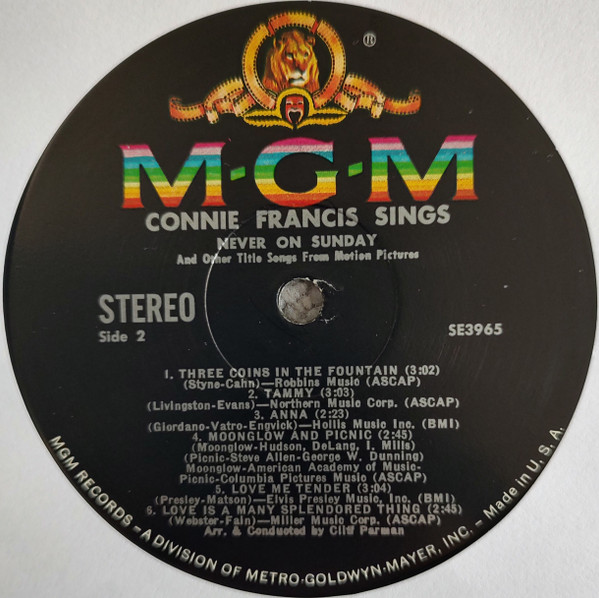 ®
M·G·M
CONNIE FRANCiS SINGS
NEVER ON SUNDAY
And Other Title Songs From Motion Pictures
STEREO
Side 2
SE3965
1. THREE COINS IN THE FOUNTAIN (3:02)
(Styne-Cahn)—Robbins Music (ASCAP)
2. TAMMY (3:03)
(Livingston-Evans)—Northern Music Corp. (ASCAP)
3. ANNA (2:23)
(Giordano-Vatro-Engvick)—Hollis Music Inc. (BMI)
4. MOONGLOW AND PICNIC (2:45)
(Moonglow-Hudson, DeLang, I. Mills)
(Picnic-Steve Allen-George W. Dunning)
Moonglow-American Academy of Music-
Picnic-Columbia Pictures Music (ASCAP)
5. LOVE ME TENDER (3:04)
(Presley-Matson)—Elvis Presley Music, Inc. (BMI)
6. LOVE IS A MANY SPLENDORED THING (2:45)
(Webster-Fain)—Miller Music Corp. (ASCAP)
Arr. & Conducted by Cliff Parman
MGM RECORDS – A DIVISION OF METRO-GOLDWYN-MAYER, INC. – Made in U. S. A.